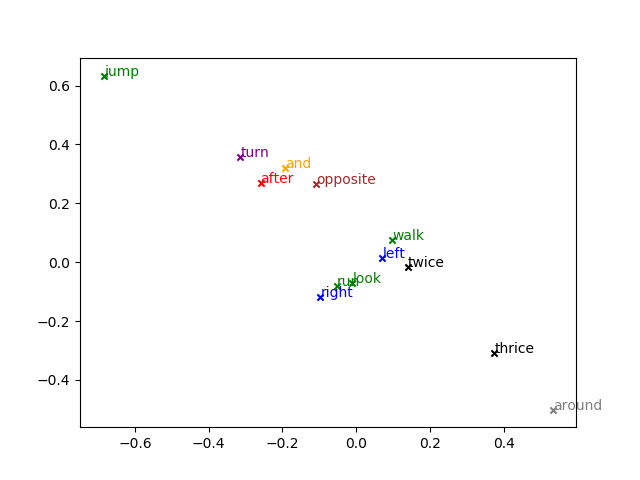 0.6
0.4
0.2
0.0
−0.2
−0.4
−0.6
−0.4
−0.2
0.0
0.2
0.4
jump
turn
and
after
opposite
walk
left
twice
look
run
right
thrice
around